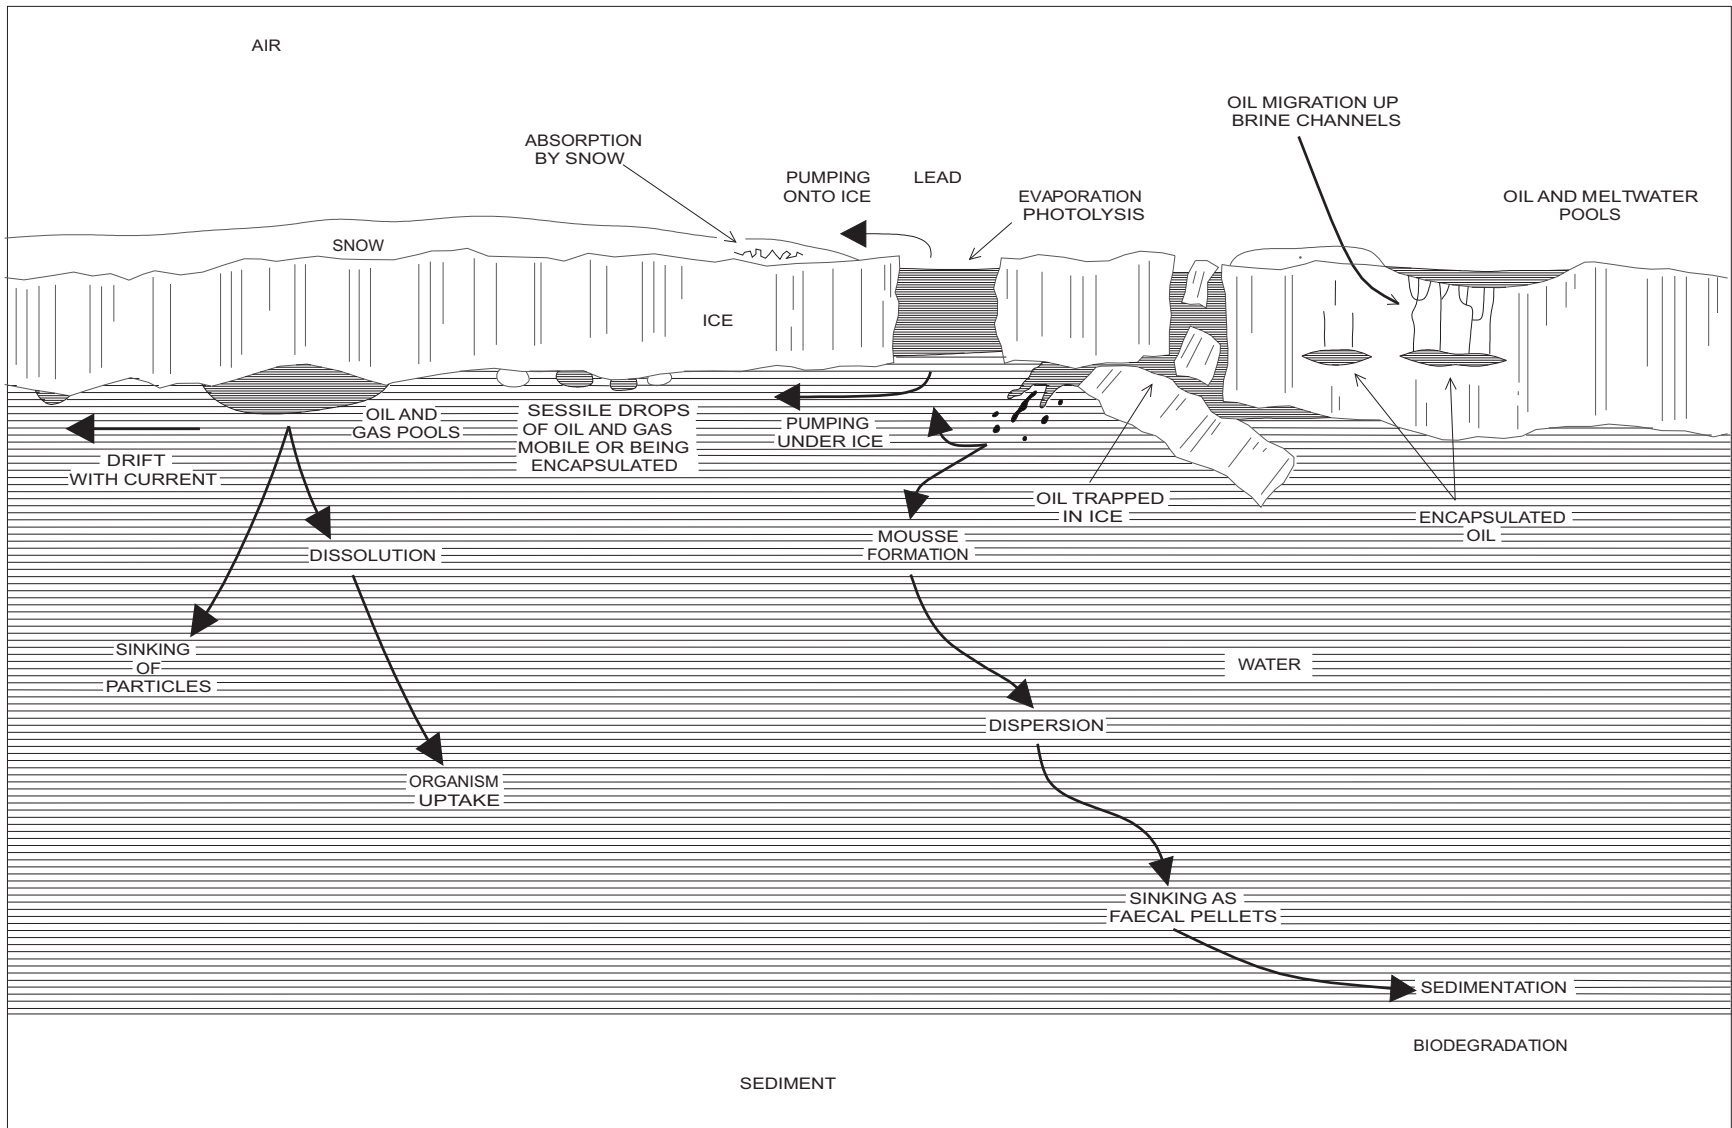 AIR
OIL MIGRATION UP
BRINE CHANNELS
ABSORPTION
BY SNOW
PUMPING
ONTO ICE
LEAD
EVAPORATION
PHOTOLYSIS
OIL AND MELTWATER
POOLS
SNOW
ICE
OIL AND
GAS POOLS
SESSILE DROPS
OF OIL AND GAS
MOBILE OR BEING
ENCAPSULATED
PUMPING
UNDER ICE
DRIFT
WITH CURRENT
OIL TRAPPED
IN ICE
ENCAPSULATED
OIL
DISSOLUTION
MOUSSE
FORMATION
SINKING
OF
PARTICLES
WATER
DISPERSION
ORGANISM
UPTAKE
SINKING AS
FAECAL PELLETS
SEDIMENTATION
BIODEGRADATION
SEDIMENT